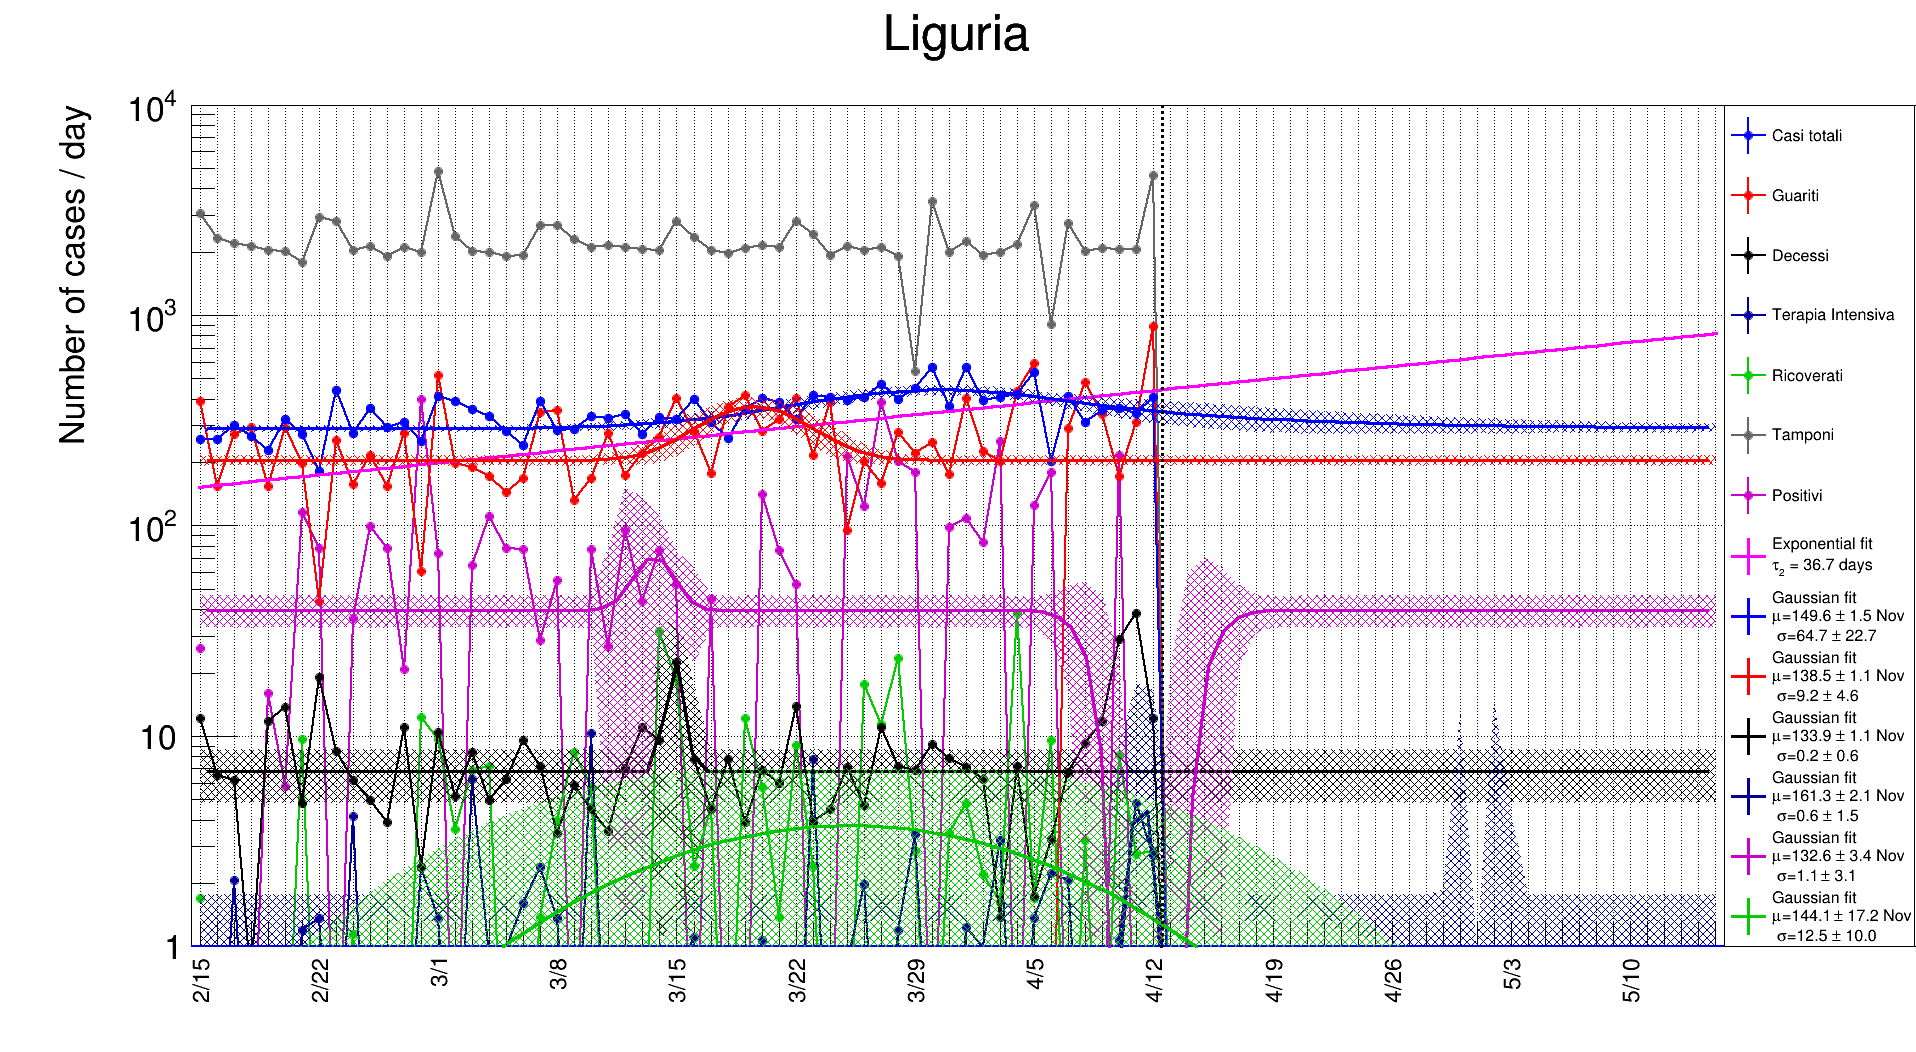 Liguria
Number of cases / day
10⁴
10³
10²
10
1
2/15
2/22
3/1
3/8
3/15
3/22
3/29
4/5
4/12
4/19
4/26
5/3
5/10
Casi totali
Guariti
Decessi
Terapia Intensiva
Ricoverati
Tamponi
Positivi
Exponential fit
τ₂ = 36.7 days
Gaussian fit
μ=149.6 ± 1.5 Nov
σ=64.7 ± 22.7
Gaussian fit
μ=138.5 ± 1.1 Nov
σ=9.2 ± 4.6
Gaussian fit
μ=133.9 ± 1.1 Nov
σ=0.2 ± 0.6
Gaussian fit
μ=161.3 ± 2.1 Nov
σ=0.6 ± 1.5
Gaussian fit
μ=132.6 ± 3.4 Nov
σ=1.1 ± 3.1
Gaussian fit
μ=144.1 ± 17.2 Nov
σ=12.5 ± 10.0